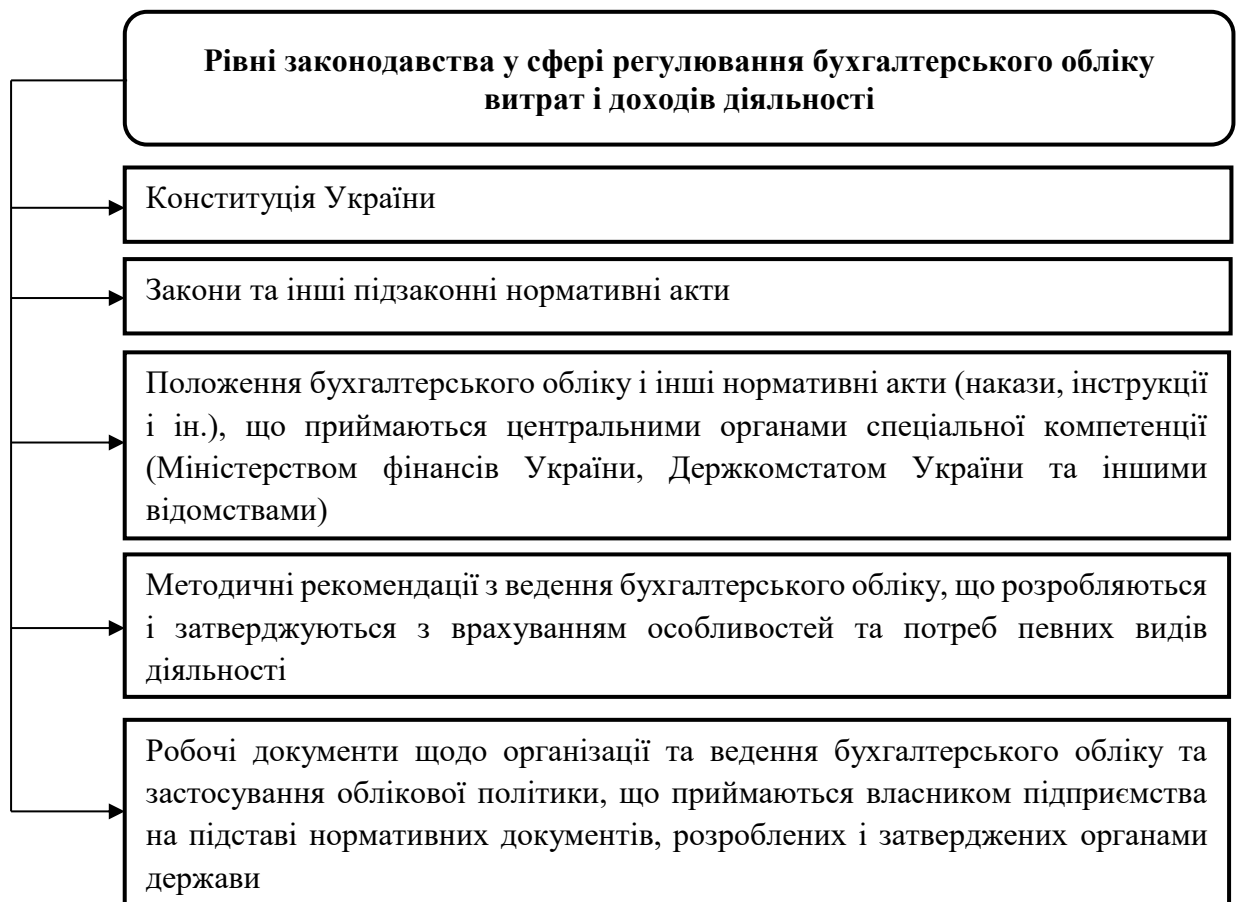 Рівні законодавства у сфері регулювання бухгалтерського обліку
витрат і доходів діяльності
Конституція України
Закони та інші підзаконні нормативні акти
Положення бухгалтерського обліку і інші нормативні акти (накази, інструкції
і ін.), що приймаються центральними органами спеціальної компетенції
(Міністерством фінансів України, Держкомстатом України та іншими
відомствами)
Методичні рекомендації з ведення бухгалтерського обліку, що розробляються
і затверджуються з врахуванням особливостей та потреб певних видів
діяльності
Робочі документи щодо організації та ведення бухгалтерського обліку та
застосування облікової політики, що приймаються власником підприємства
на підставі нормативних документів, розроблених і затверджених органами
держави